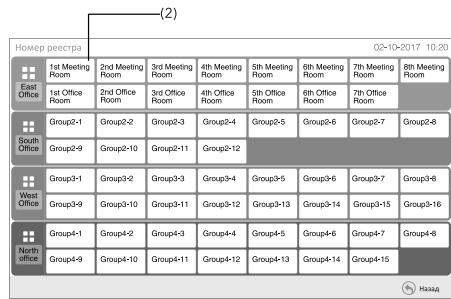 (2)
Номер реестра 02-10-2017 10:20
1st Meeting Room 2nd Meeting Room 3rd Meeting Room 4th Meeting Room 5th Meeting Room 6th Meeting Room 7th Meeting Room 8th Meeting Room
East Office
1st Office Room 2nd Office Room 3rd Office Room 4th Office Room 5th Office Room 6th Office Room 7th Office Room
Group2-1 Group2-2 Group2-3 Group2-4 Group2-5 Group2-6 Group2-7 Group2-8
South Office
Group2-9 Group2-10 Group2-11 Group2-12
Group3-1 Group3-2 Group3-3 Group3-4 Group3-5 Group3-6 Group3-7 Group3-8
West Office
Group3-9 Group3-10 Group3-11 Group3-12 Group3-13 Group3-14 Group3-15 Group3-16
Group4-1 Group4-2 Group4-3 Group4-4 Group4-5 Group4-6 Group4-7 Group4-8
North office
Group4-9 Group4-10 Group4-11 Group4-12 Group4-13 Group4-14 Group4-15
Назад